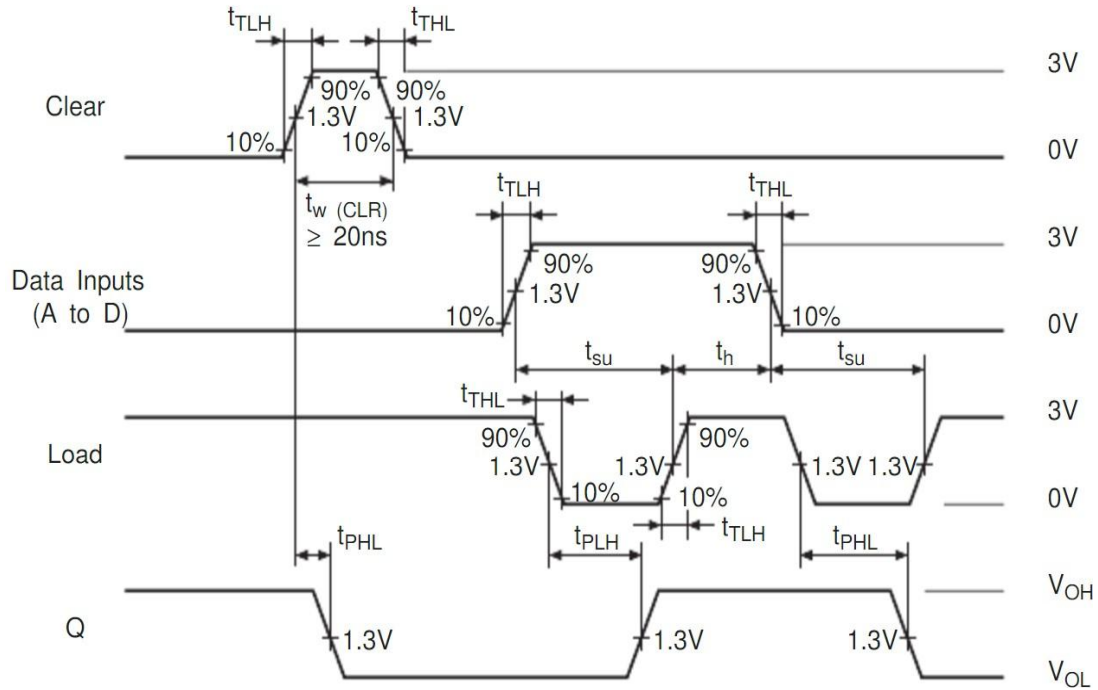 tTLH tTHL
3V
90% 90%
Clear
1.3V 1.3V
10% 10%
0V
tw (CLR)
≥ 20ns
tTLH tTHL
3V
90% 90%
Data Inputs
(A to D)
1.3V 1.3V
10% 10%
0V
tsu th tsu
tTHL
3V
90% 90%
Load
1.3V 1.3V 1.3V 1.3V
10% 10%
0V
tTLH
tPHL tPLH tPHL
VOH
Q
1.3V 1.3V 1.3V
VOL